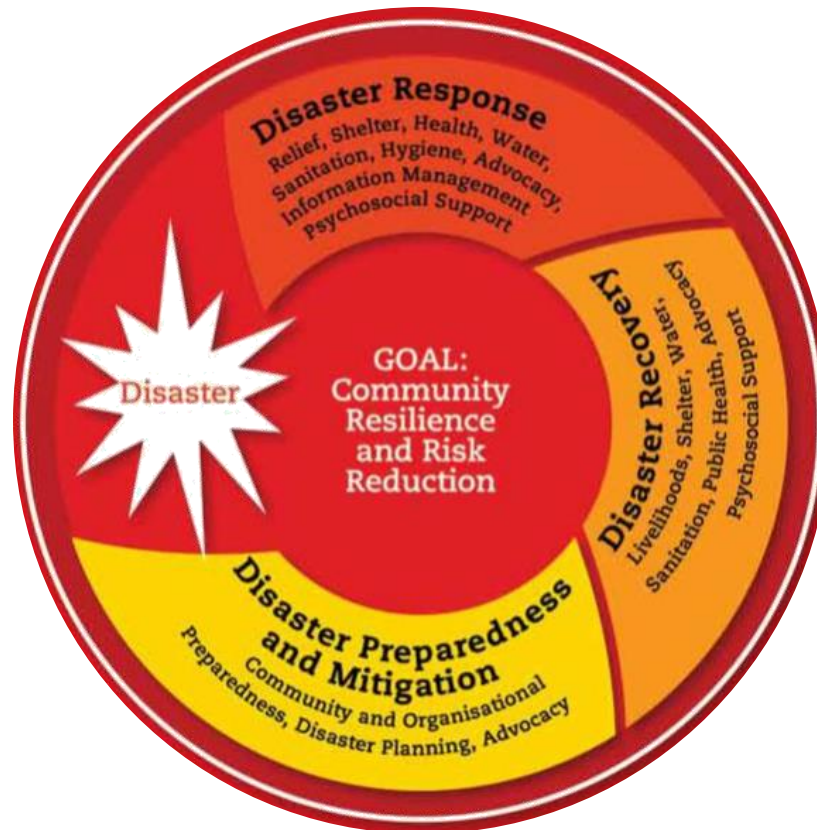 Disaster Response
Relief, Shelter, Health, Water,
Sanitation, Hygiene, Advocacy,
Information Management
Psychosocial Support
Disaster Recovery
Livelihoods, Shelter, Water,
Sanitation, Public Health, Advocacy
Psychosocial Support
Disaster Preparedness
and Mitigation
Community and Organisational
Preparedness, Disaster Planning, Advocacy
Disaster
GOAL:
Community
Resilience
and Risk
Reduction